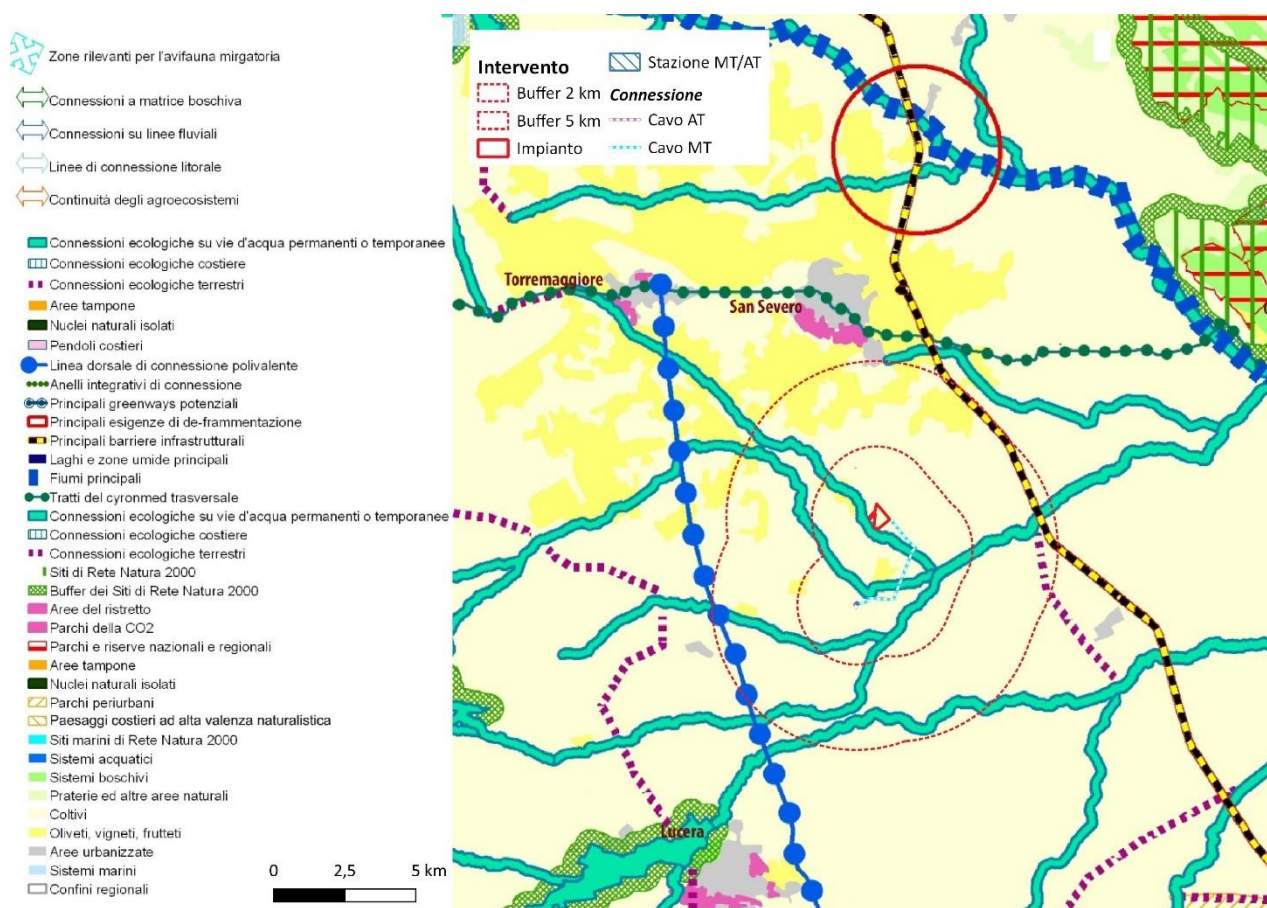 Zone rilevanti per l'avifauna mirgatoria
Connessioni a matrice boschiva
Connessioni su linee fluviali
Linee di connessione litorale
Continuità degli agroecosistemi
Connessioni ecologiche su vie d'acqua permanenti o temporanee
Connessioni ecologiche costiere
Connessioni ecologiche terrestri
Aree tampone
Nuclei naturali isolati
Pendoli costieri
Linea dorsale di connessione polivalente
Anelli integrativi di connessione
Principali greenways potenziali
Principali esigenze di de-frammentazione
Principali barriere infrastrutturali
Laghi e zone umide principali
Fiumi principali
Tratti del cyronmed trasversale
Connessioni ecologiche su vie d'acqua permanenti o temporanee
Connessioni ecologiche costiere
Connessioni ecologiche terrestri
Siti di Rete Natura 2000
Buffer dei Siti di Rete Natura 2000
Aree del ristretto
Parchi della CO2
Parchi e riserve nazionali e regionali
Aree tampone
Nuclei naturali isolati
Parchi periurbani
Paesaggi costieri ad alta valenza naturalistica
Siti marini di Rete Natura 2000
Sistemi acquatici
Sistemi boschivi
Praterie ed altre aree naturali
Coltivi
Oliveti, vigneti, frutteti
Aree urbanizzate
Sistemi marini
Confini regionali
0 2,5 5 km
Intervento
Buffer 2 km
Buffer 5 km
Impianto
Stazione MT/AT
Connessione
Cavo AT
Cavo MT
Torremaggiore
San Severo
Lucera